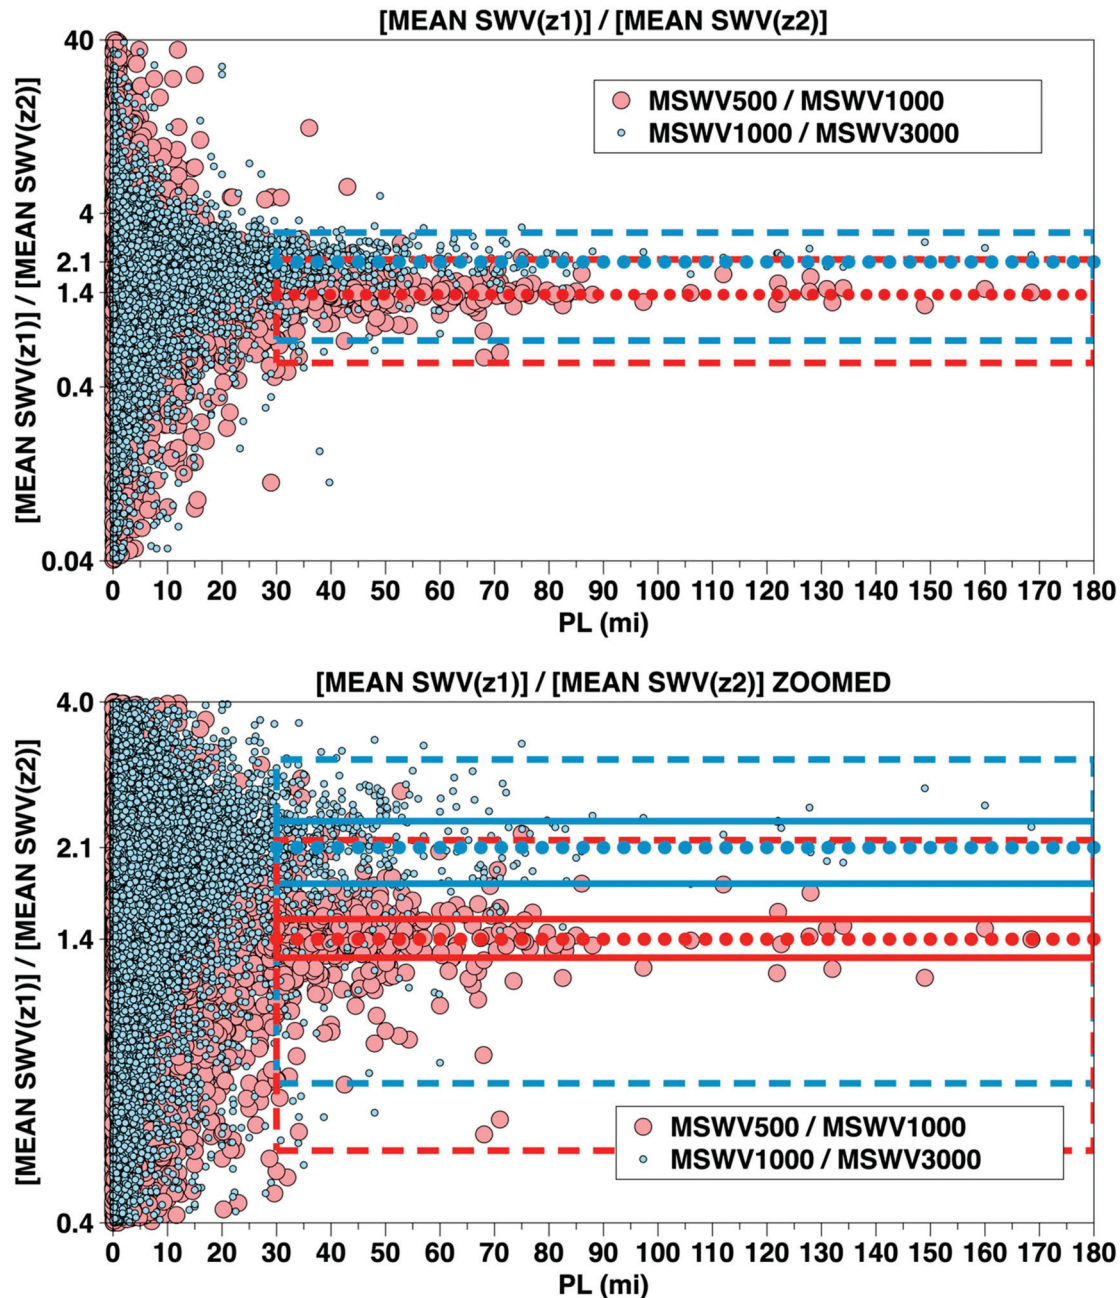 [MEAN SWV(z1)] / [MEAN SWV(z2)]
[MEAN SWV(z1)] / [MEAN SWV(z2)]
40
4
2.1
1.4
0.4
0.04
MSWV500 / MSWV1000
MSWV1000 / MSWV3000
0 10 20 30 40 50 60 70 80 90 100 110 120 130 140 150 160 170 180
PL (mi)
[MEAN SWV(z1)] / [MEAN SWV(z2)] ZOOMED
[MEAN SWV(z1)] / [MEAN SWV(z2)]
4.0
2.1
1.4
0.4
MSWV500 / MSWV1000
MSWV1000 / MSWV3000
0 10 20 30 40 50 60 70 80 90 100 110 120 130 140 150 160 170 180
PL (mi)